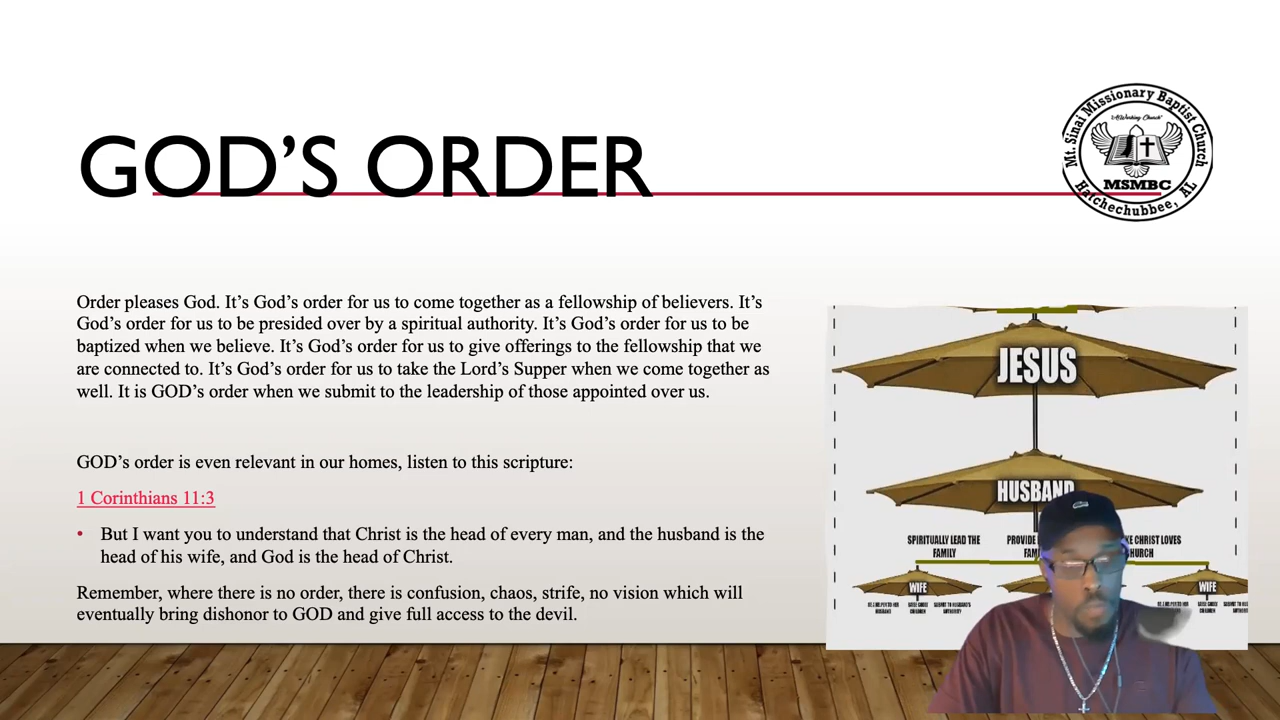 Mt. Sinai Missionary Baptist Church
"A Working Church"
MSMBC
Hatchechubbee, AL
GOD’S ORDER
Order pleases God. It’s God’s order for us to come together as a fellowship of believers. It’s
God’s order for us to be presided over by a spiritual authority. It’s God’s order for us to be
baptized when we believe. It’s God’s order for us to give offerings to the fellowship that we
are connected to. It’s God’s order for us to take the Lord’s Supper when we come together as
well. It is GOD’s order when we submit to the leadership of those appointed over us.
GOD’s order is even relevant in our homes, listen to this scripture:
1 Corinthians 11:3
• But I want you to understand that Christ is the head of every man, and the husband is the
head of his wife, and God is the head of Christ.
Remember, where there is no order, there is confusion, chaos, strife, no vision which will
eventually bring dishonor to GOD and give full access to the devil.
JESUS
HUSBAND
SPIRITUALLY LEAD THE
FAMILY
PROVIDE
CHRIST LOVES
WIFE
WIFE